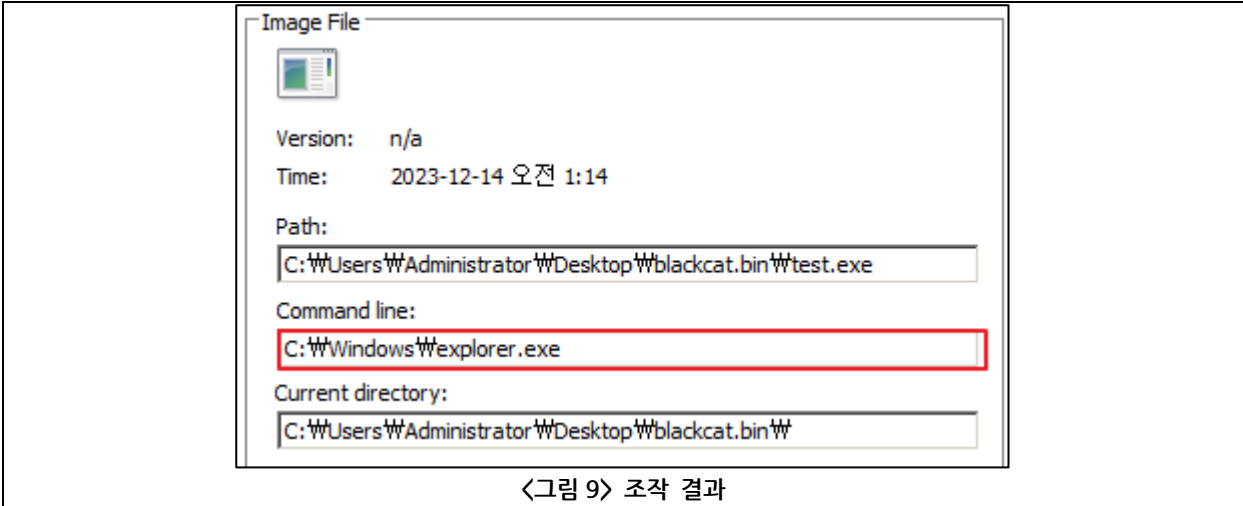 Image File
Version: n/a
Time: 2023-12-14 오전 1:14
Path:
C:₩Users₩Administrator₩Desktop₩blackcat.bin₩test.exe
Command line:
C:₩Windows₩explorer.exe
Current directory:
C:₩Users₩Administrator₩Desktop₩blackcat.bin₩
<그림 9> 조작 결과